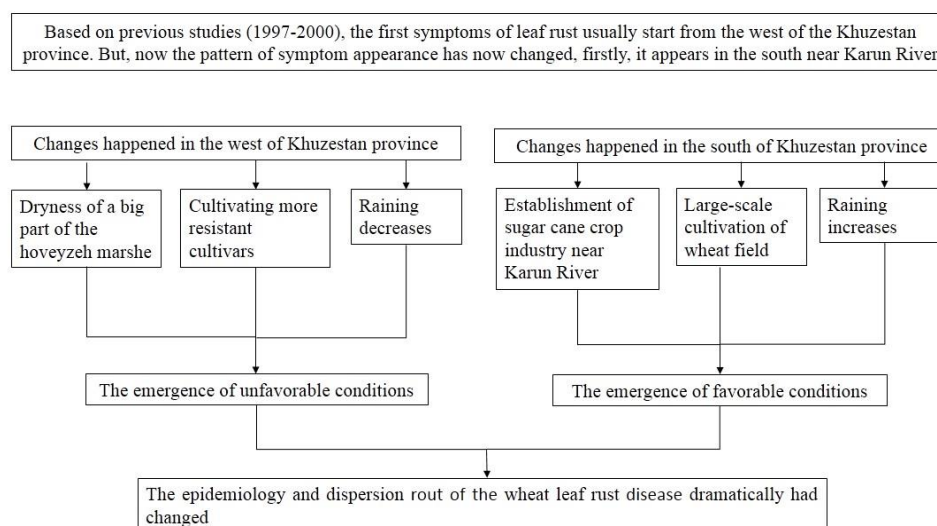 Based on previous studies (1997-2000), the first symptoms of leaf rust usually start from the west of the Khuzestan
province. But, now the pattern of symptom appearance has now changed, firstly, it appears in the south near Karun River
Changes happened in the west of Khuzestan province
Changes happened in the south of Khuzestan province
Dryness of a big
part of the
hoveyzeh marshe
Cultivating more
resistant
cultivars
Raining
decreases
Establishment of
sugar cane crop
industry near
Karun River
Large-scale
cultivation of
wheat field
Raining
increases
The emergence of unfavorable conditions
The emergence of favorable conditions
The epidemiology and dispersion rout of the wheat leaf rust disease dramatically had
changed